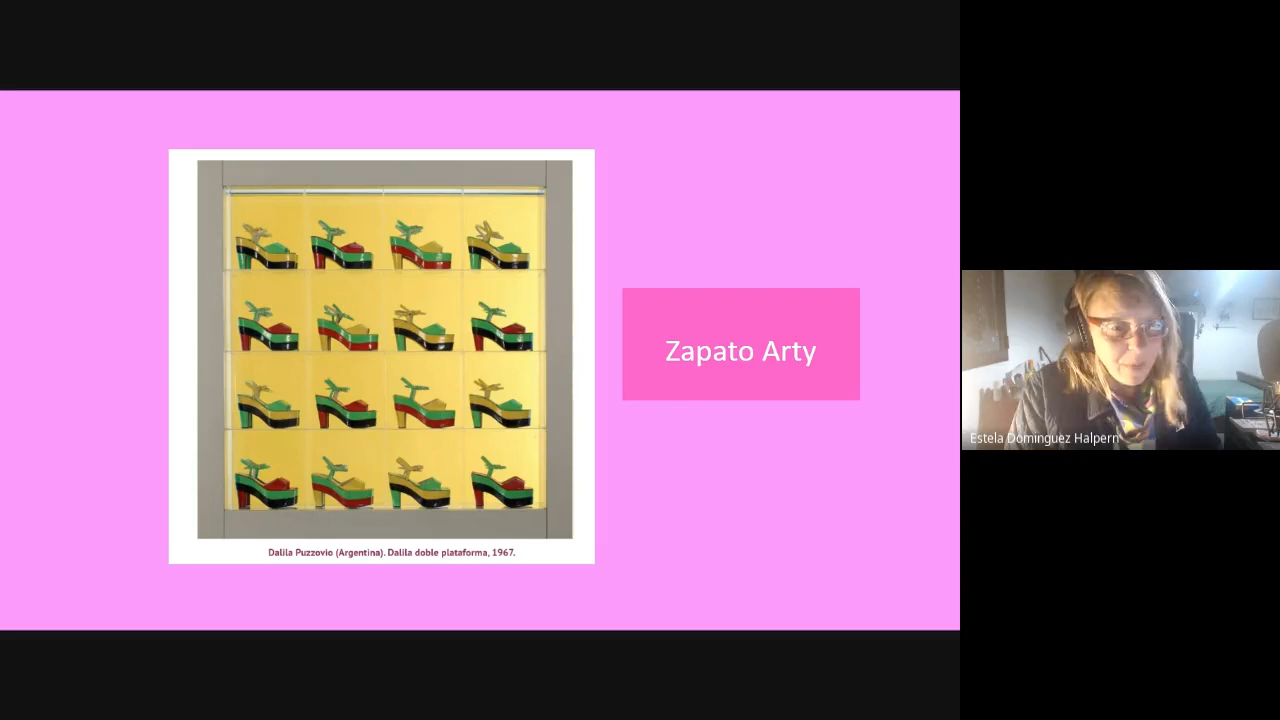 Zapato Arty
Dalila Puzzovio (Argentina). Dalila doble plataforma, 1967.
Estela Dominguez Halpern